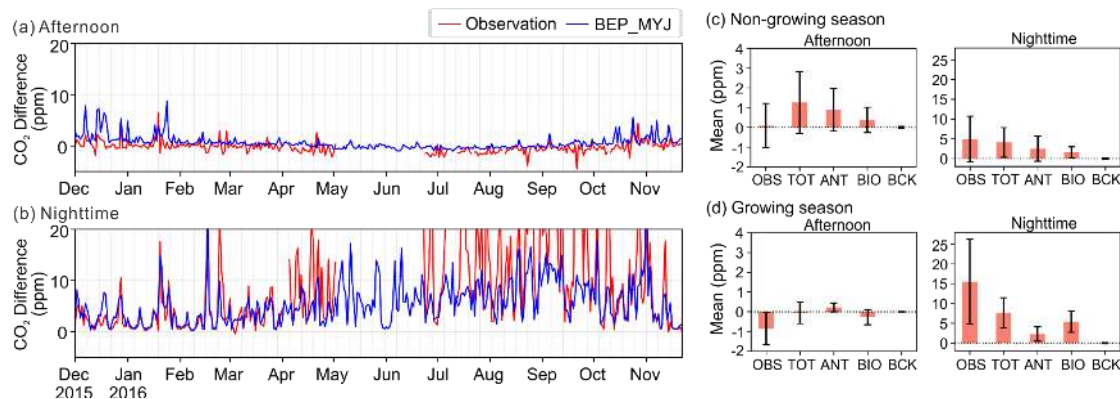 Observation BEP_MYJ
(a) Afternoon
20
10
0
CO₂ Difference
(ppm)
Dec Jan Feb Mar Apr May Jun Jul Aug Sep Oct Nov
(b) Nighttime
20
10
0
CO₂ Difference
(ppm)
Dec Jan Feb Mar Apr May Jun Jul Aug Sep Oct Nov
2015 2016
(c) Non-growing season
Afternoon
4
3
2
1
0
-1
-2
Mean (ppm)
OBS TOT ANT BIO BCK
Nighttime
25
20
15
10
5
0
OBS TOT ANT BIO BCK
(d) Growing season
Afternoon
4
3
2
1
0
-1
-2
Mean (ppm)
OBS TOT ANT BIO BCK
Nighttime
25
20
15
10
5
0
OBS TOT ANT BIO BCK